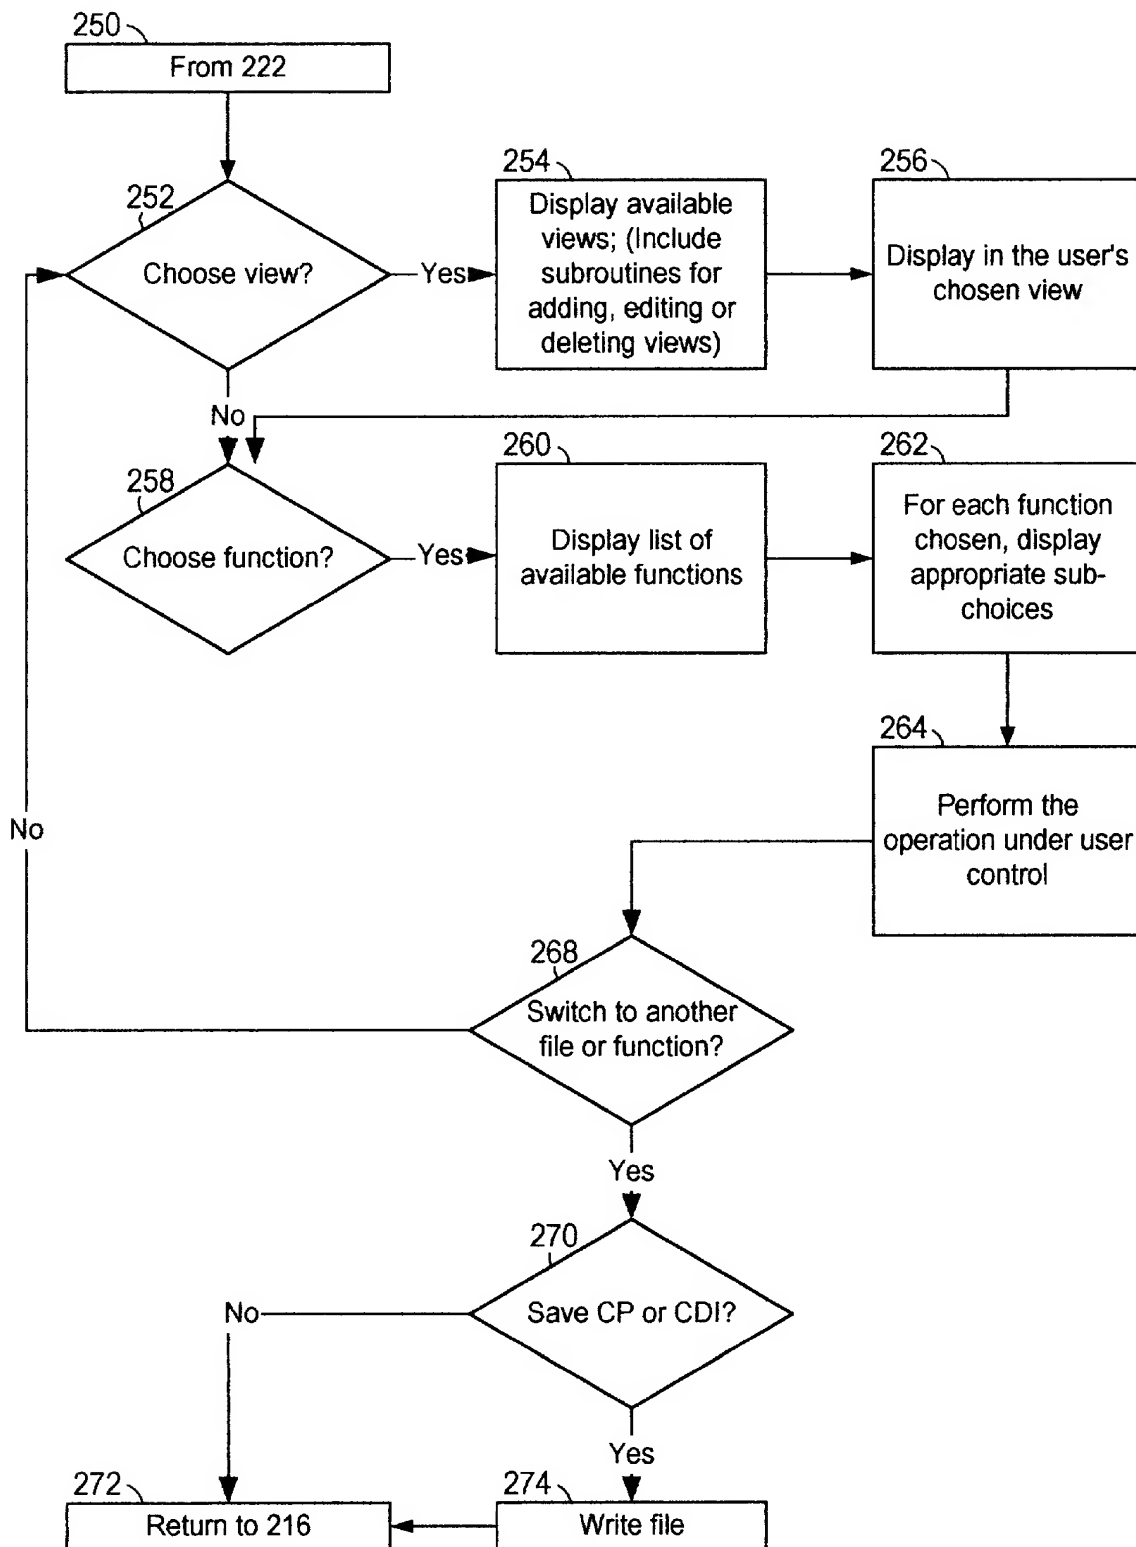 250
From 222
252
Choose view?
Yes
254
Display available
views; (Include
subroutines for
adding, editing or
deleting views)
256
Display in the user's
chosen view
No
258
Choose function?
Yes
260
Display list of
available functions
262
For each function
chosen, display
appropriate sub-
choices
264
Perform the
operation under user
control
No
268
Switch to another
file or function?
Yes
270
Save CP or CDI?
No
Yes
272
Return to 216
274
Write file